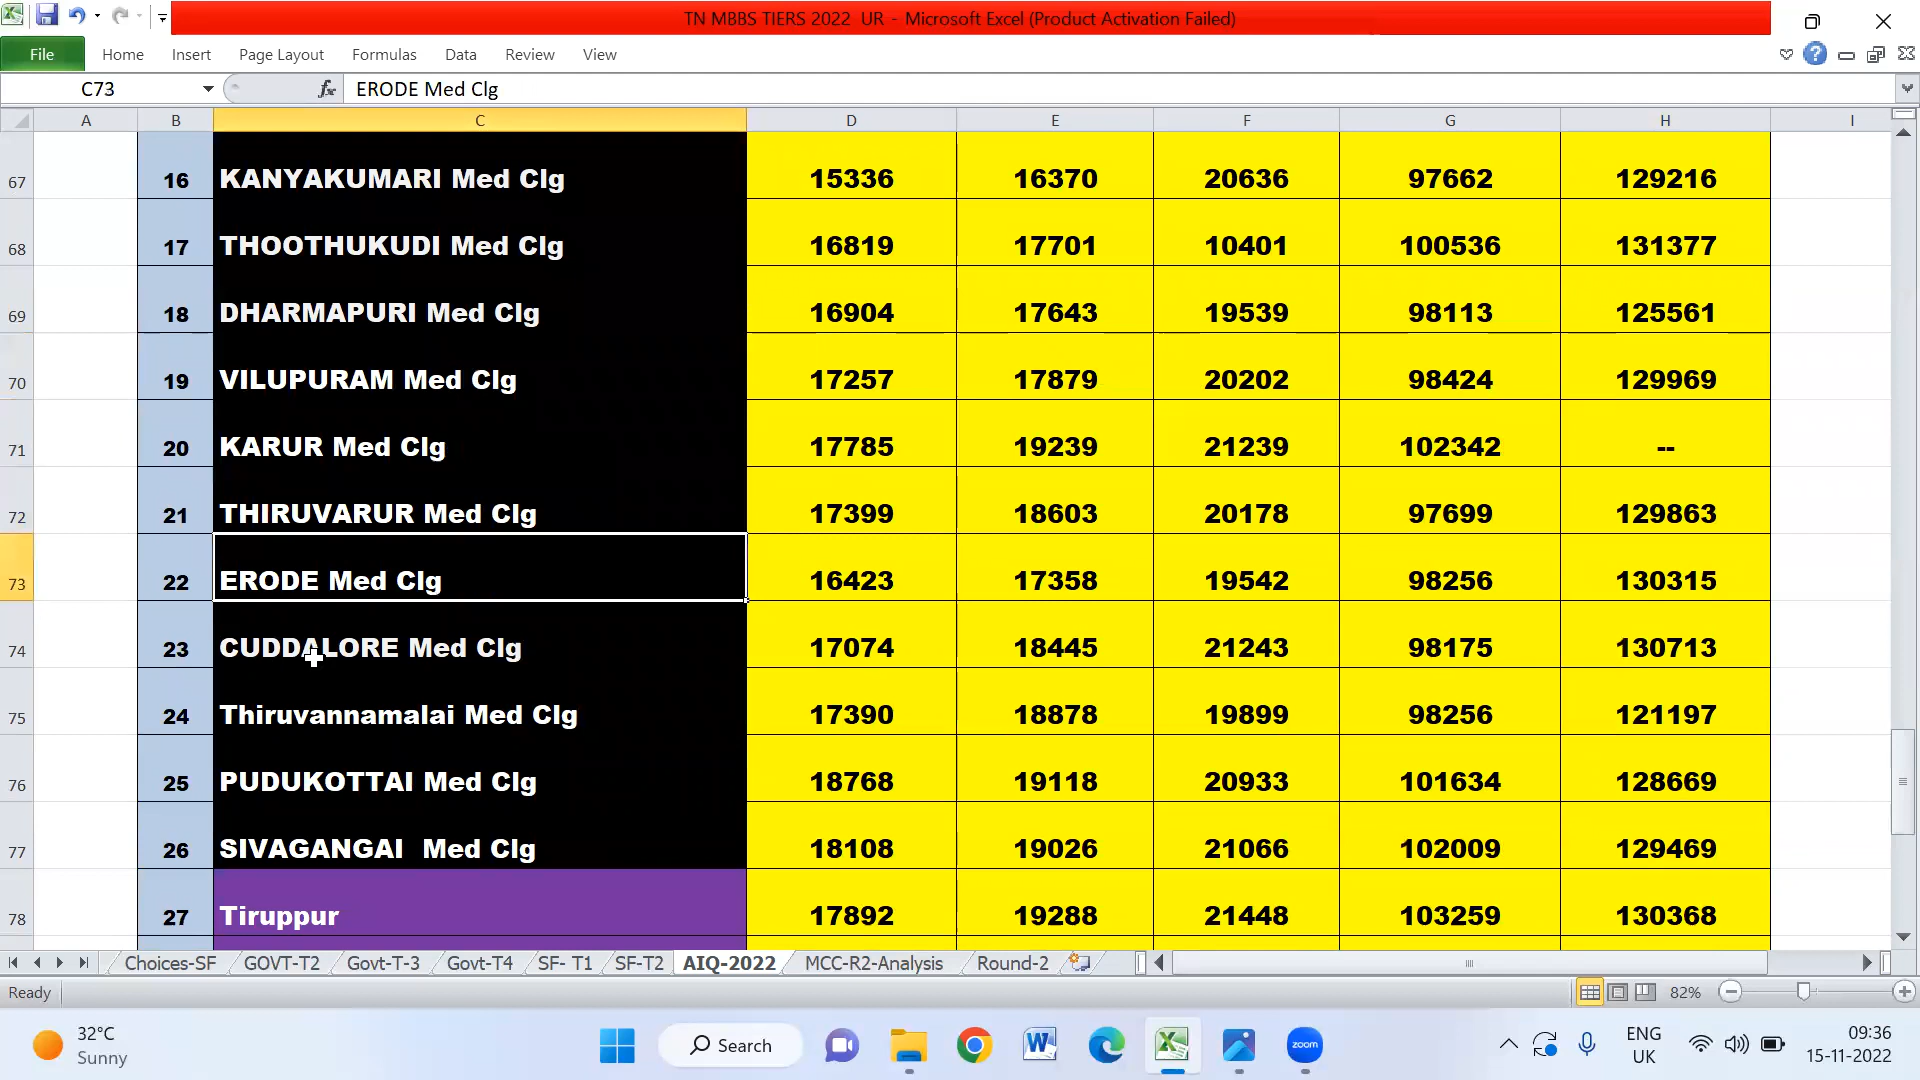 TN MBBS TIERS 2022 UR - Microsoft Excel (Product Activation Failed)
File Home Insert Page Layout Formulas Data Review View
C73 fx ERODE Med Clg
A B C D E F G H I
67 16 KANYAKUMARI Med Clg 15336 16370 20636 97662 129216
68 17 THOOTHUKUDI Med Clg 16819 17701 10401 100536 131377
69 18 DHARMAPURI Med Clg 16904 17643 19539 98113 125561
70 19 VILUPURAM Med Clg 17257 17879 20202 98424 129969
71 20 KARUR Med Clg 17785 19239 21239 102342 --
72 21 THIRUVARUR Med Clg 17399 18603 20178 97699 129863
73 22 ERODE Med Clg 16423 17358 19542 98256 130315
74 23 CUDDALORE Med Clg 17074 18445 21243 98175 130713
75 24 Thiruvannamalai Med Clg 17390 18878 19899 98256 121197
76 25 PUDUKOTTAI Med Clg 18768 19118 20933 101634 128669
77 26 SIVAGANGAI Med Clg 18108 19026 21066 102009 129469
78 27 Tiruppur 17892 19288 21448 103259 130368
Choices-SF GOVT-T2 Govt-T-3 Govt-T4 SF- T1 SF-T2 AIQ-2022 MCC-R2-Analysis Round-2
Ready 82%
32°C
Sunny
Search
zoom
ENG
UK
09:36
15-11-2022